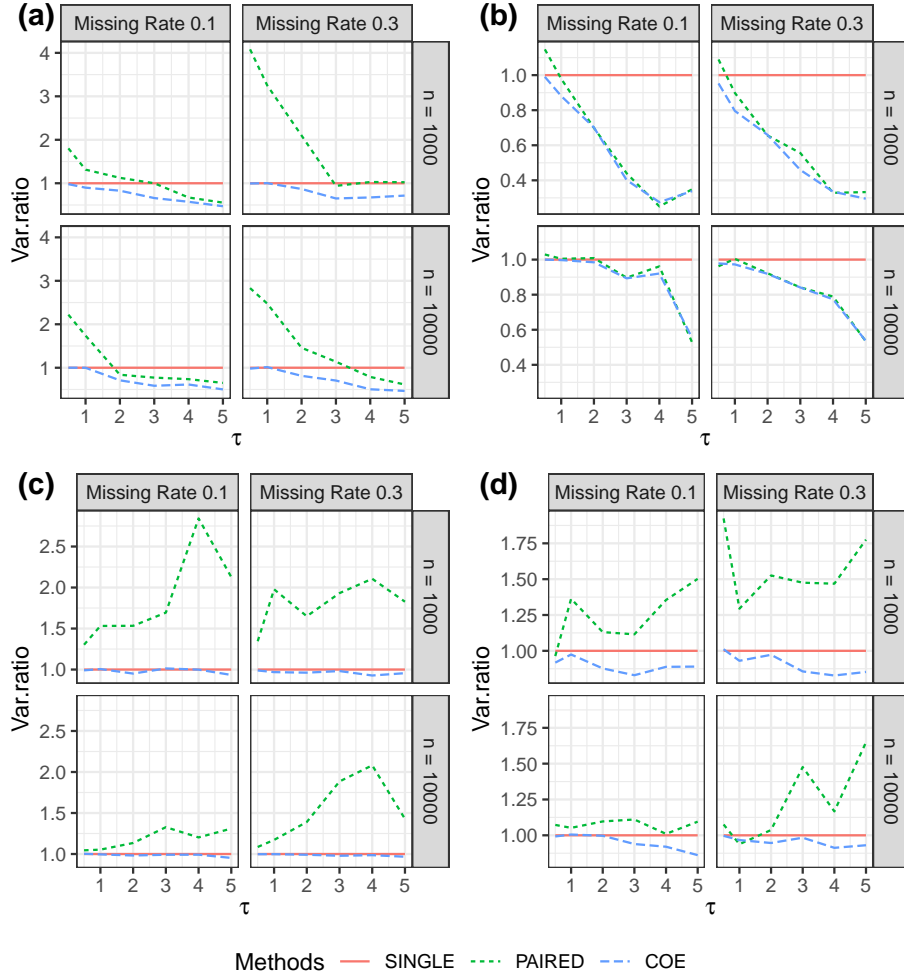 (a)
Missing Rate 0.1 Missing Rate 0.3
4
3
2
1
n = 1000
4
3
2
1
n = 10000
Var.ratio
1 2 3 4 5 1 2 3 4 5
τ
(b)
Missing Rate 0.1 Missing Rate 0.3
1.0
0.8
0.6
0.4
n = 1000
1.0
0.8
0.6
0.4
n = 10000
Var.ratio
1 2 3 4 5 1 2 3 4 5
τ
(c)
Missing Rate 0.1 Missing Rate 0.3
2.5
2.0
1.5
1.0
n = 1000
2.5
2.0
1.5
1.0
n = 10000
Var.ratio
1 2 3 4 5 1 2 3 4 5
τ
(d)
Missing Rate 0.1 Missing Rate 0.3
1.75
1.50
1.25
1.00
n = 1000
1.75
1.50
1.25
1.00
n = 10000
Var.ratio
1 2 3 4 5 1 2 3 4 5
τ
Methods SINGLE PAIRED COE